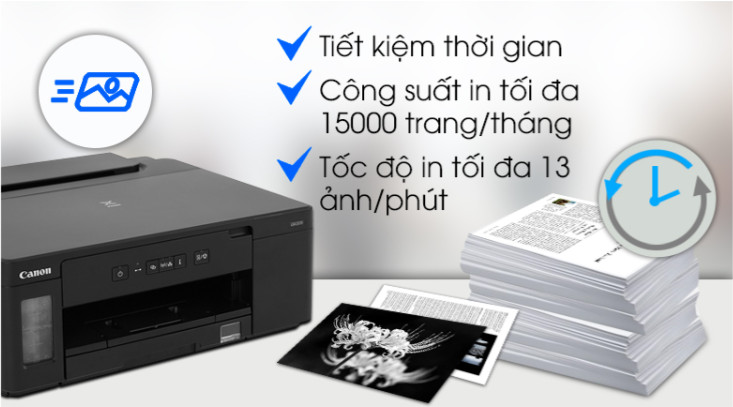 Tiết kiệm thời gian
Công suất in tối đa
15000 trang/tháng
Tốc độ in tối đa 13
ảnh/phút
Canon